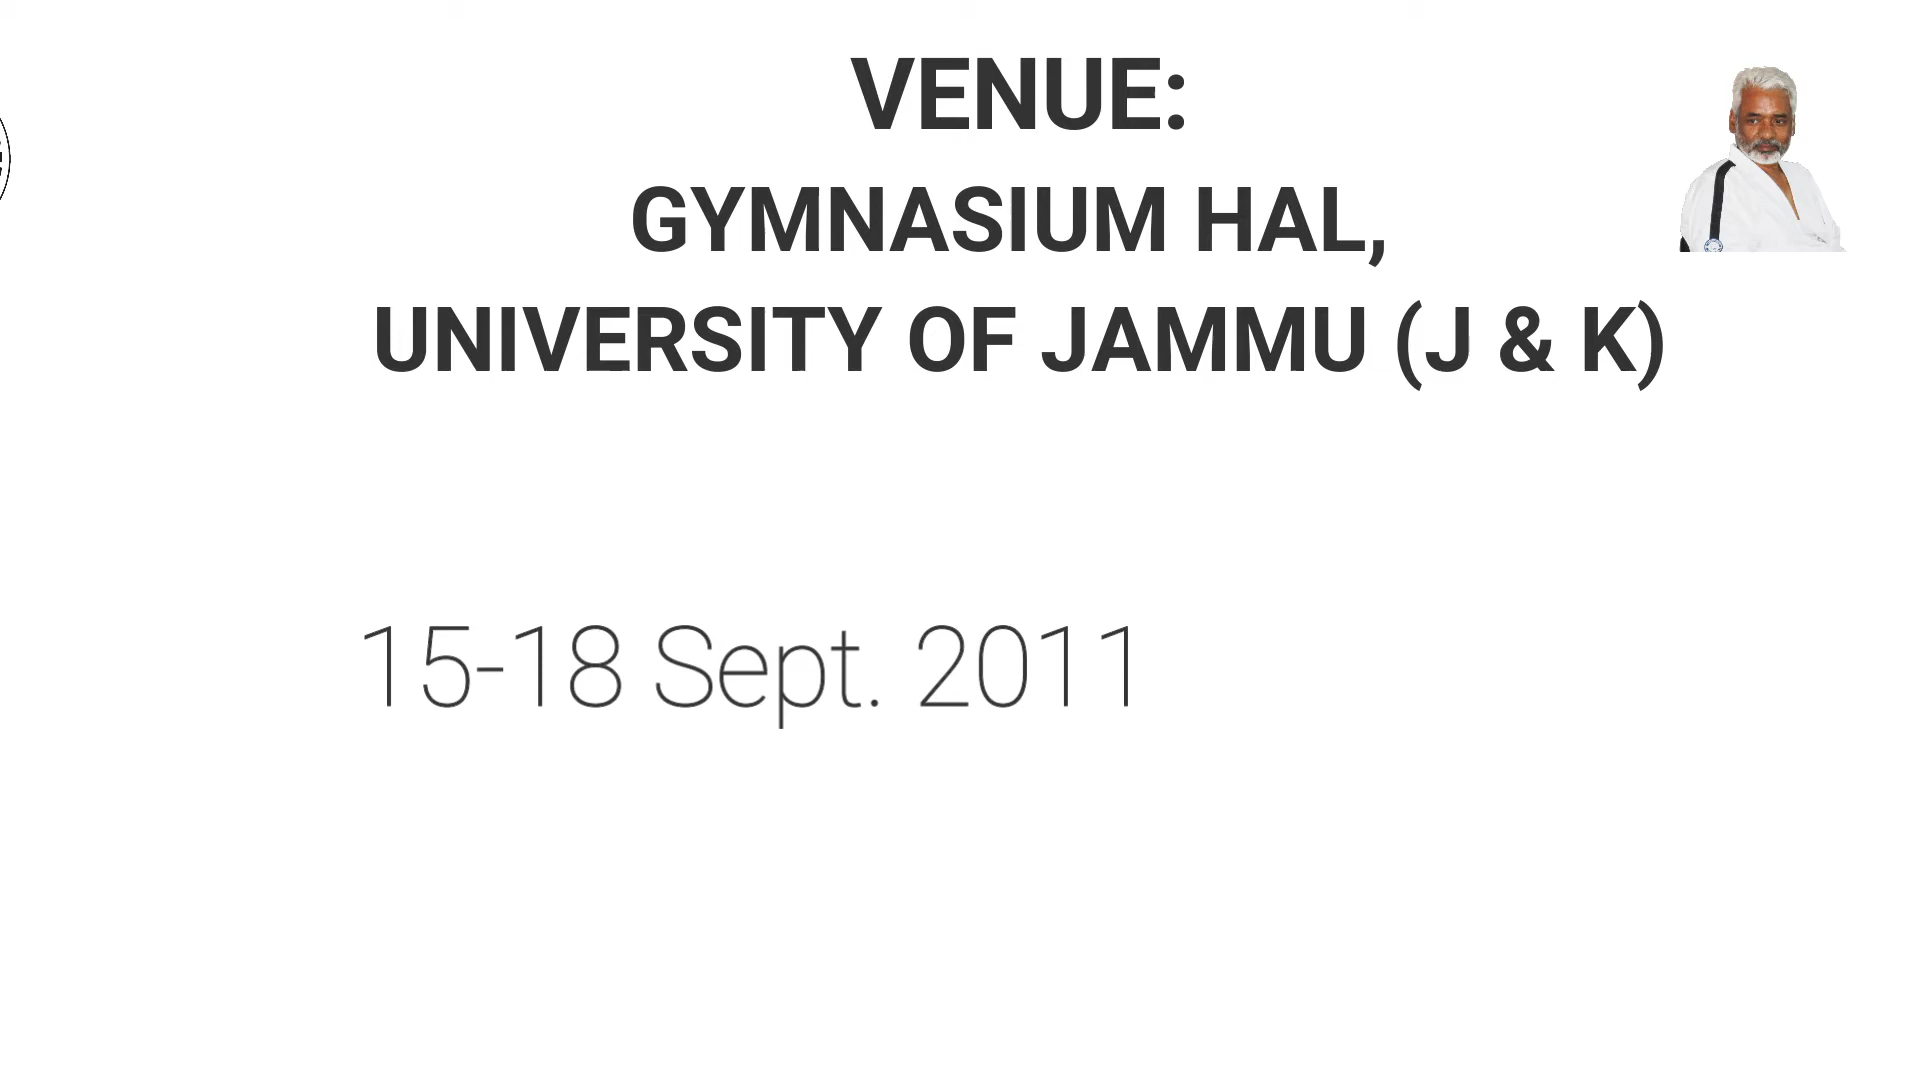 VENUE:
GYMNASIUM HAL,
UNIVERSITY OF JAMMU (J & K)
15-18 Sept. 2011